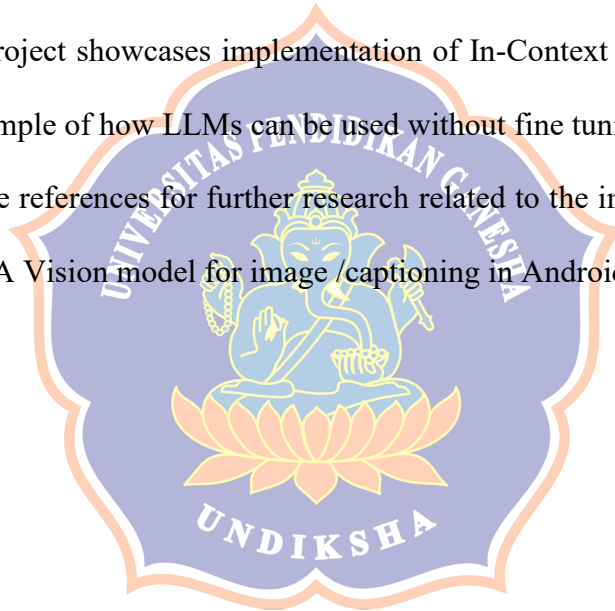 roject showcases implementation of In-Context
mple of how LLMs can be used without fine tuni
e references for further research related to the in
A Vision model for image /captioning in Androi
UNIVERSITAS PENDIDIKAN GANESHA
UNDIKSHA